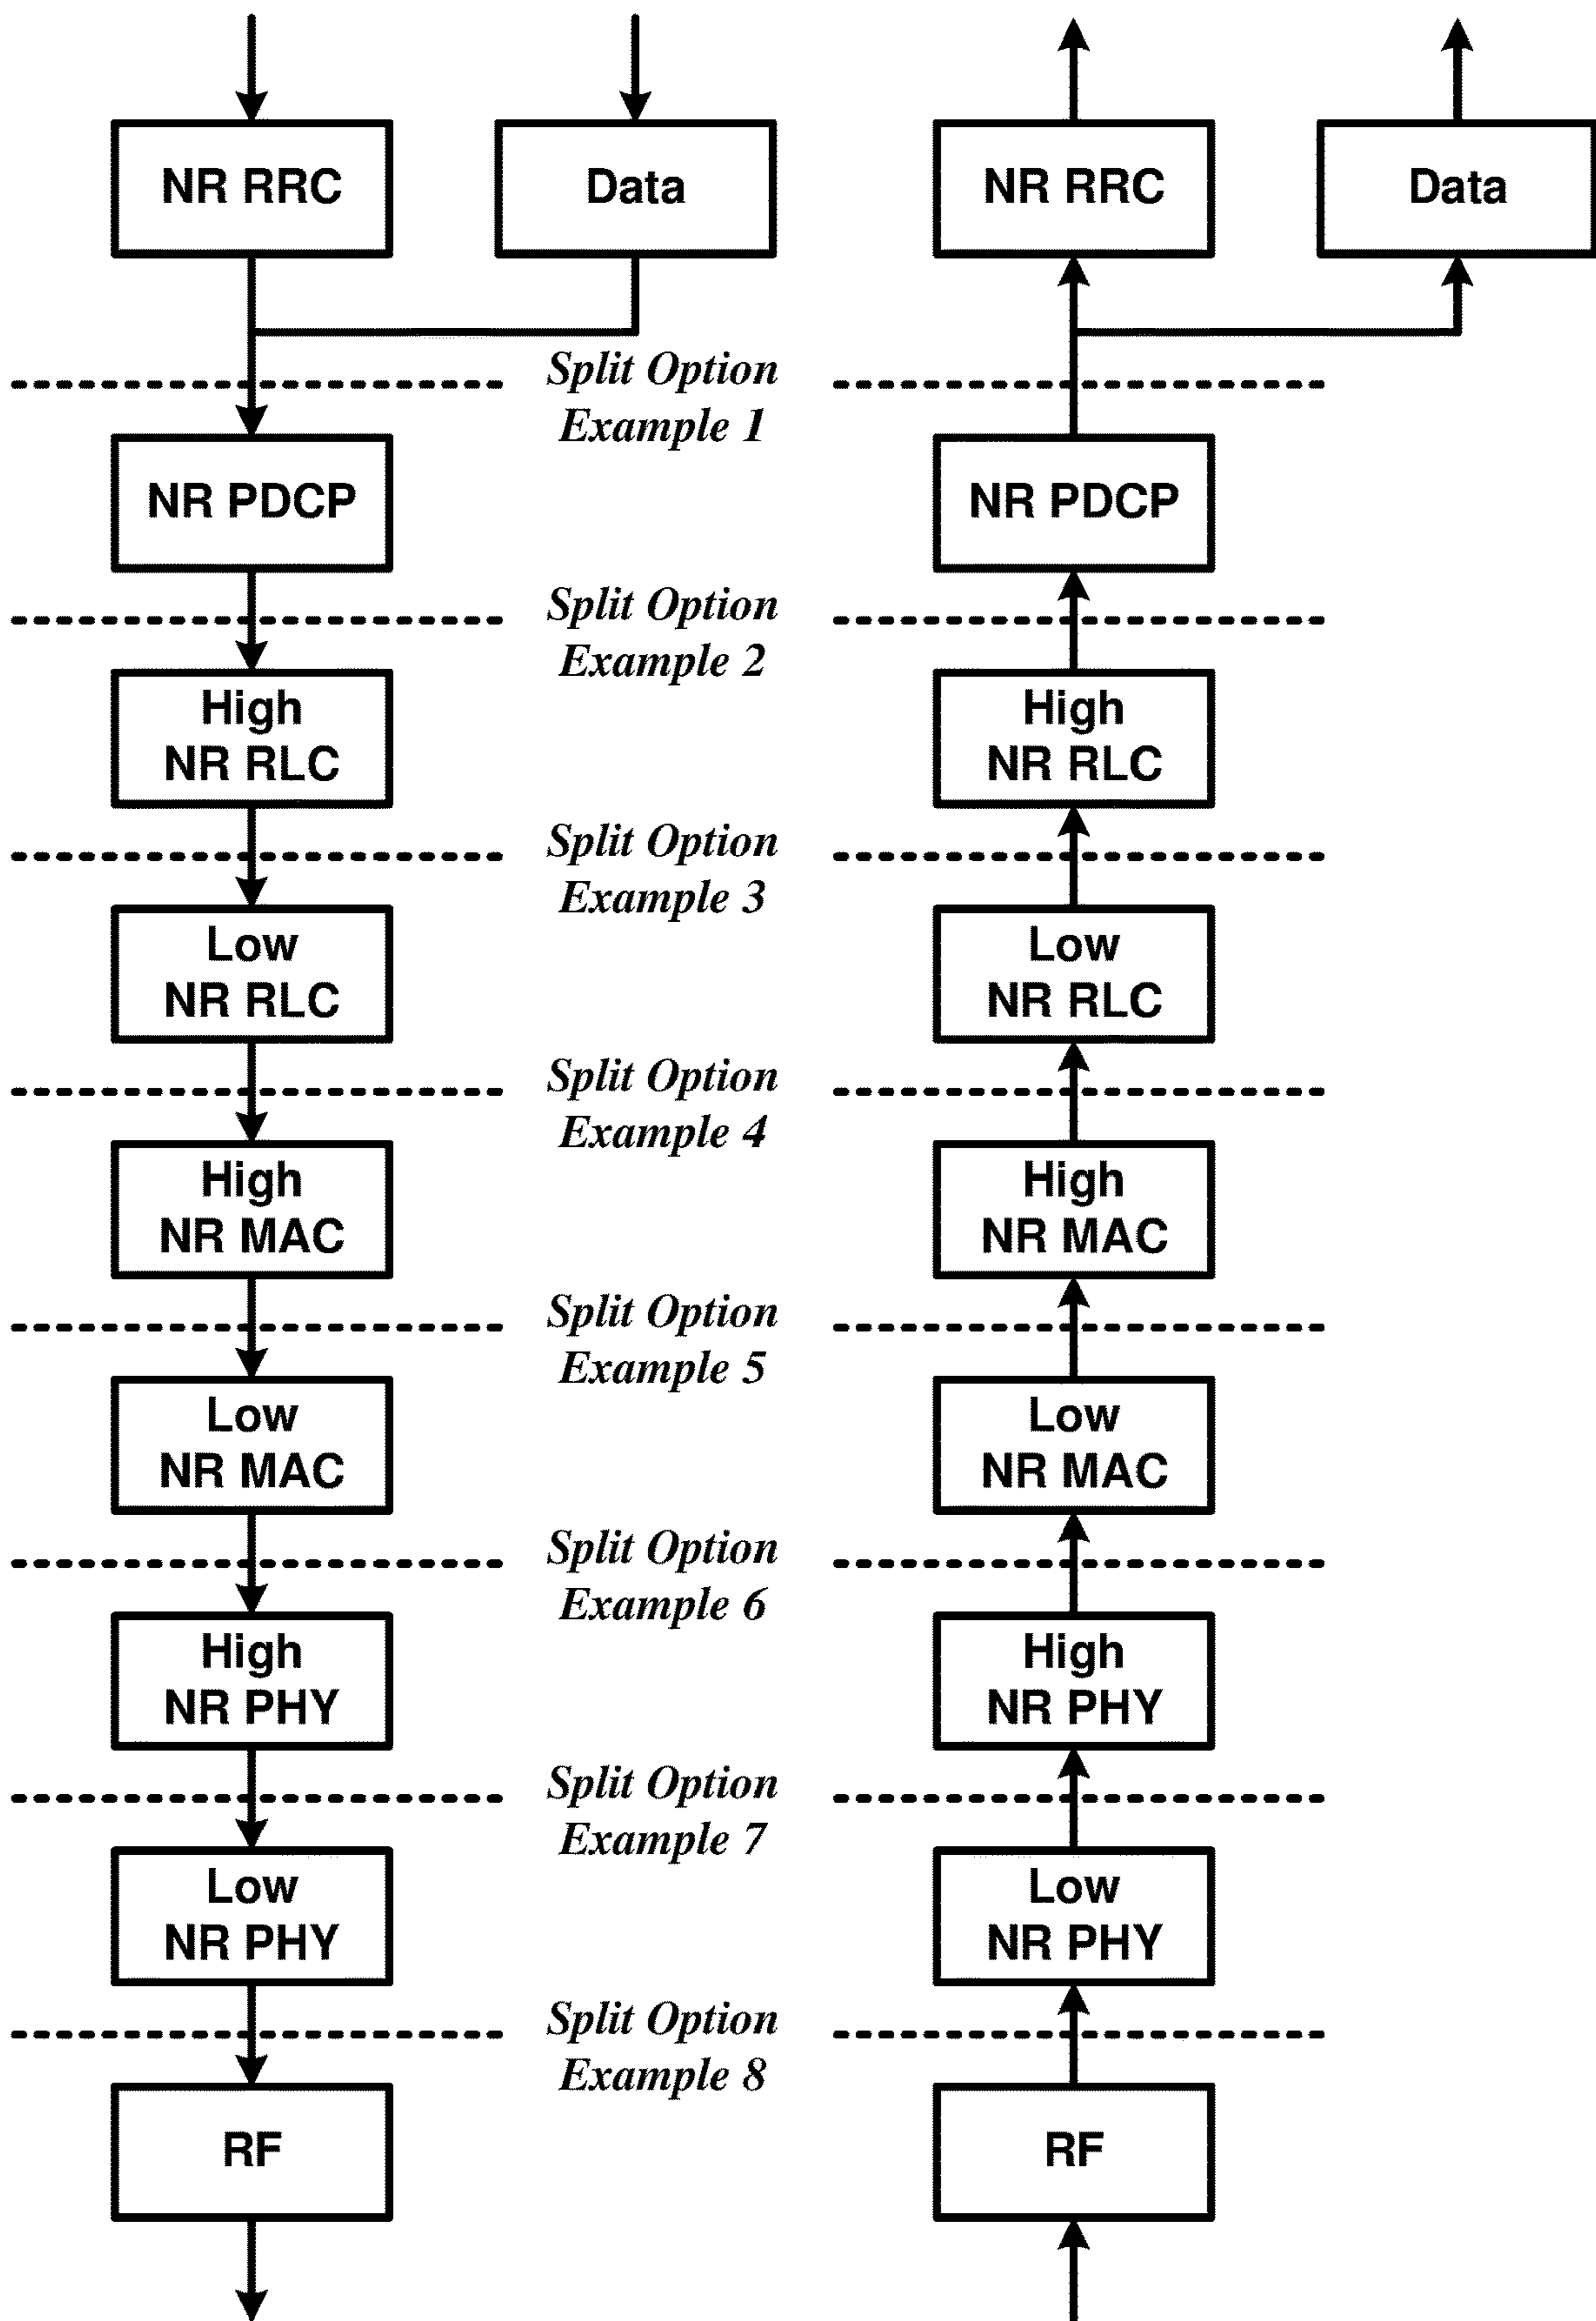 NR RRC
Data
NR RRC
Data
Split Option
Example 1
NR PDCP
NR PDCP
Split Option
Example 2
High
NR RLC
High
NR RLC
Split Option
Example 3
Low
NR RLC
Low
NR RLC
Split Option
Example 4
High
NR MAC
High
NR MAC
Split Option
Example 5
Low
NR MAC
Low
NR MAC
Split Option
Example 6
High
NR PHY
High
NR PHY
Split Option
Example 7
Low
NR PHY
Low
NR PHY
Split Option
Example 8
RF
RF